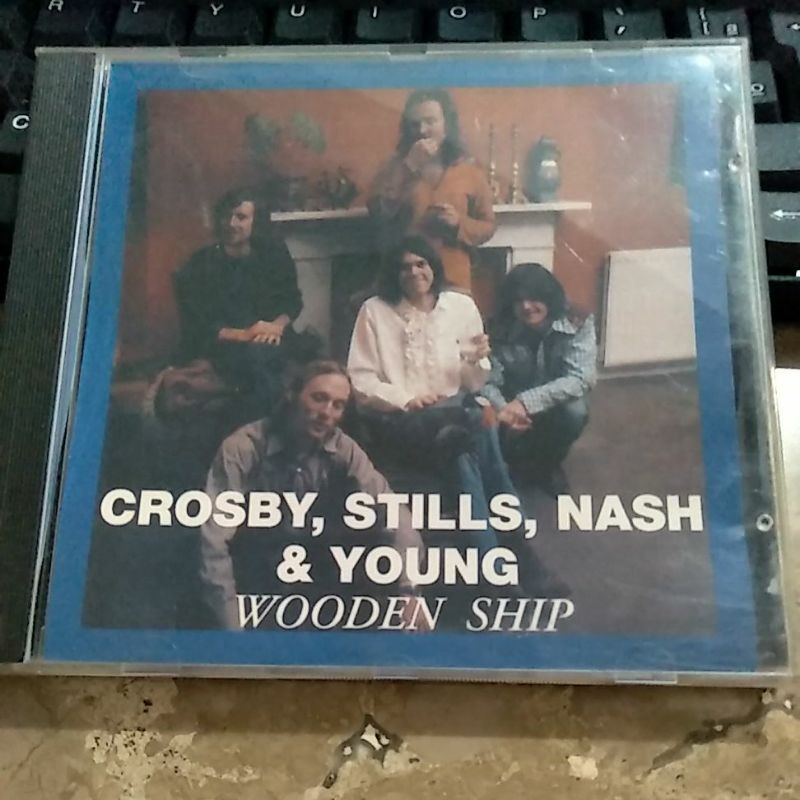 R T Y U I O P
C
CROSBY, STILLS, NASH
& YOUNG
WOODEN SHIP